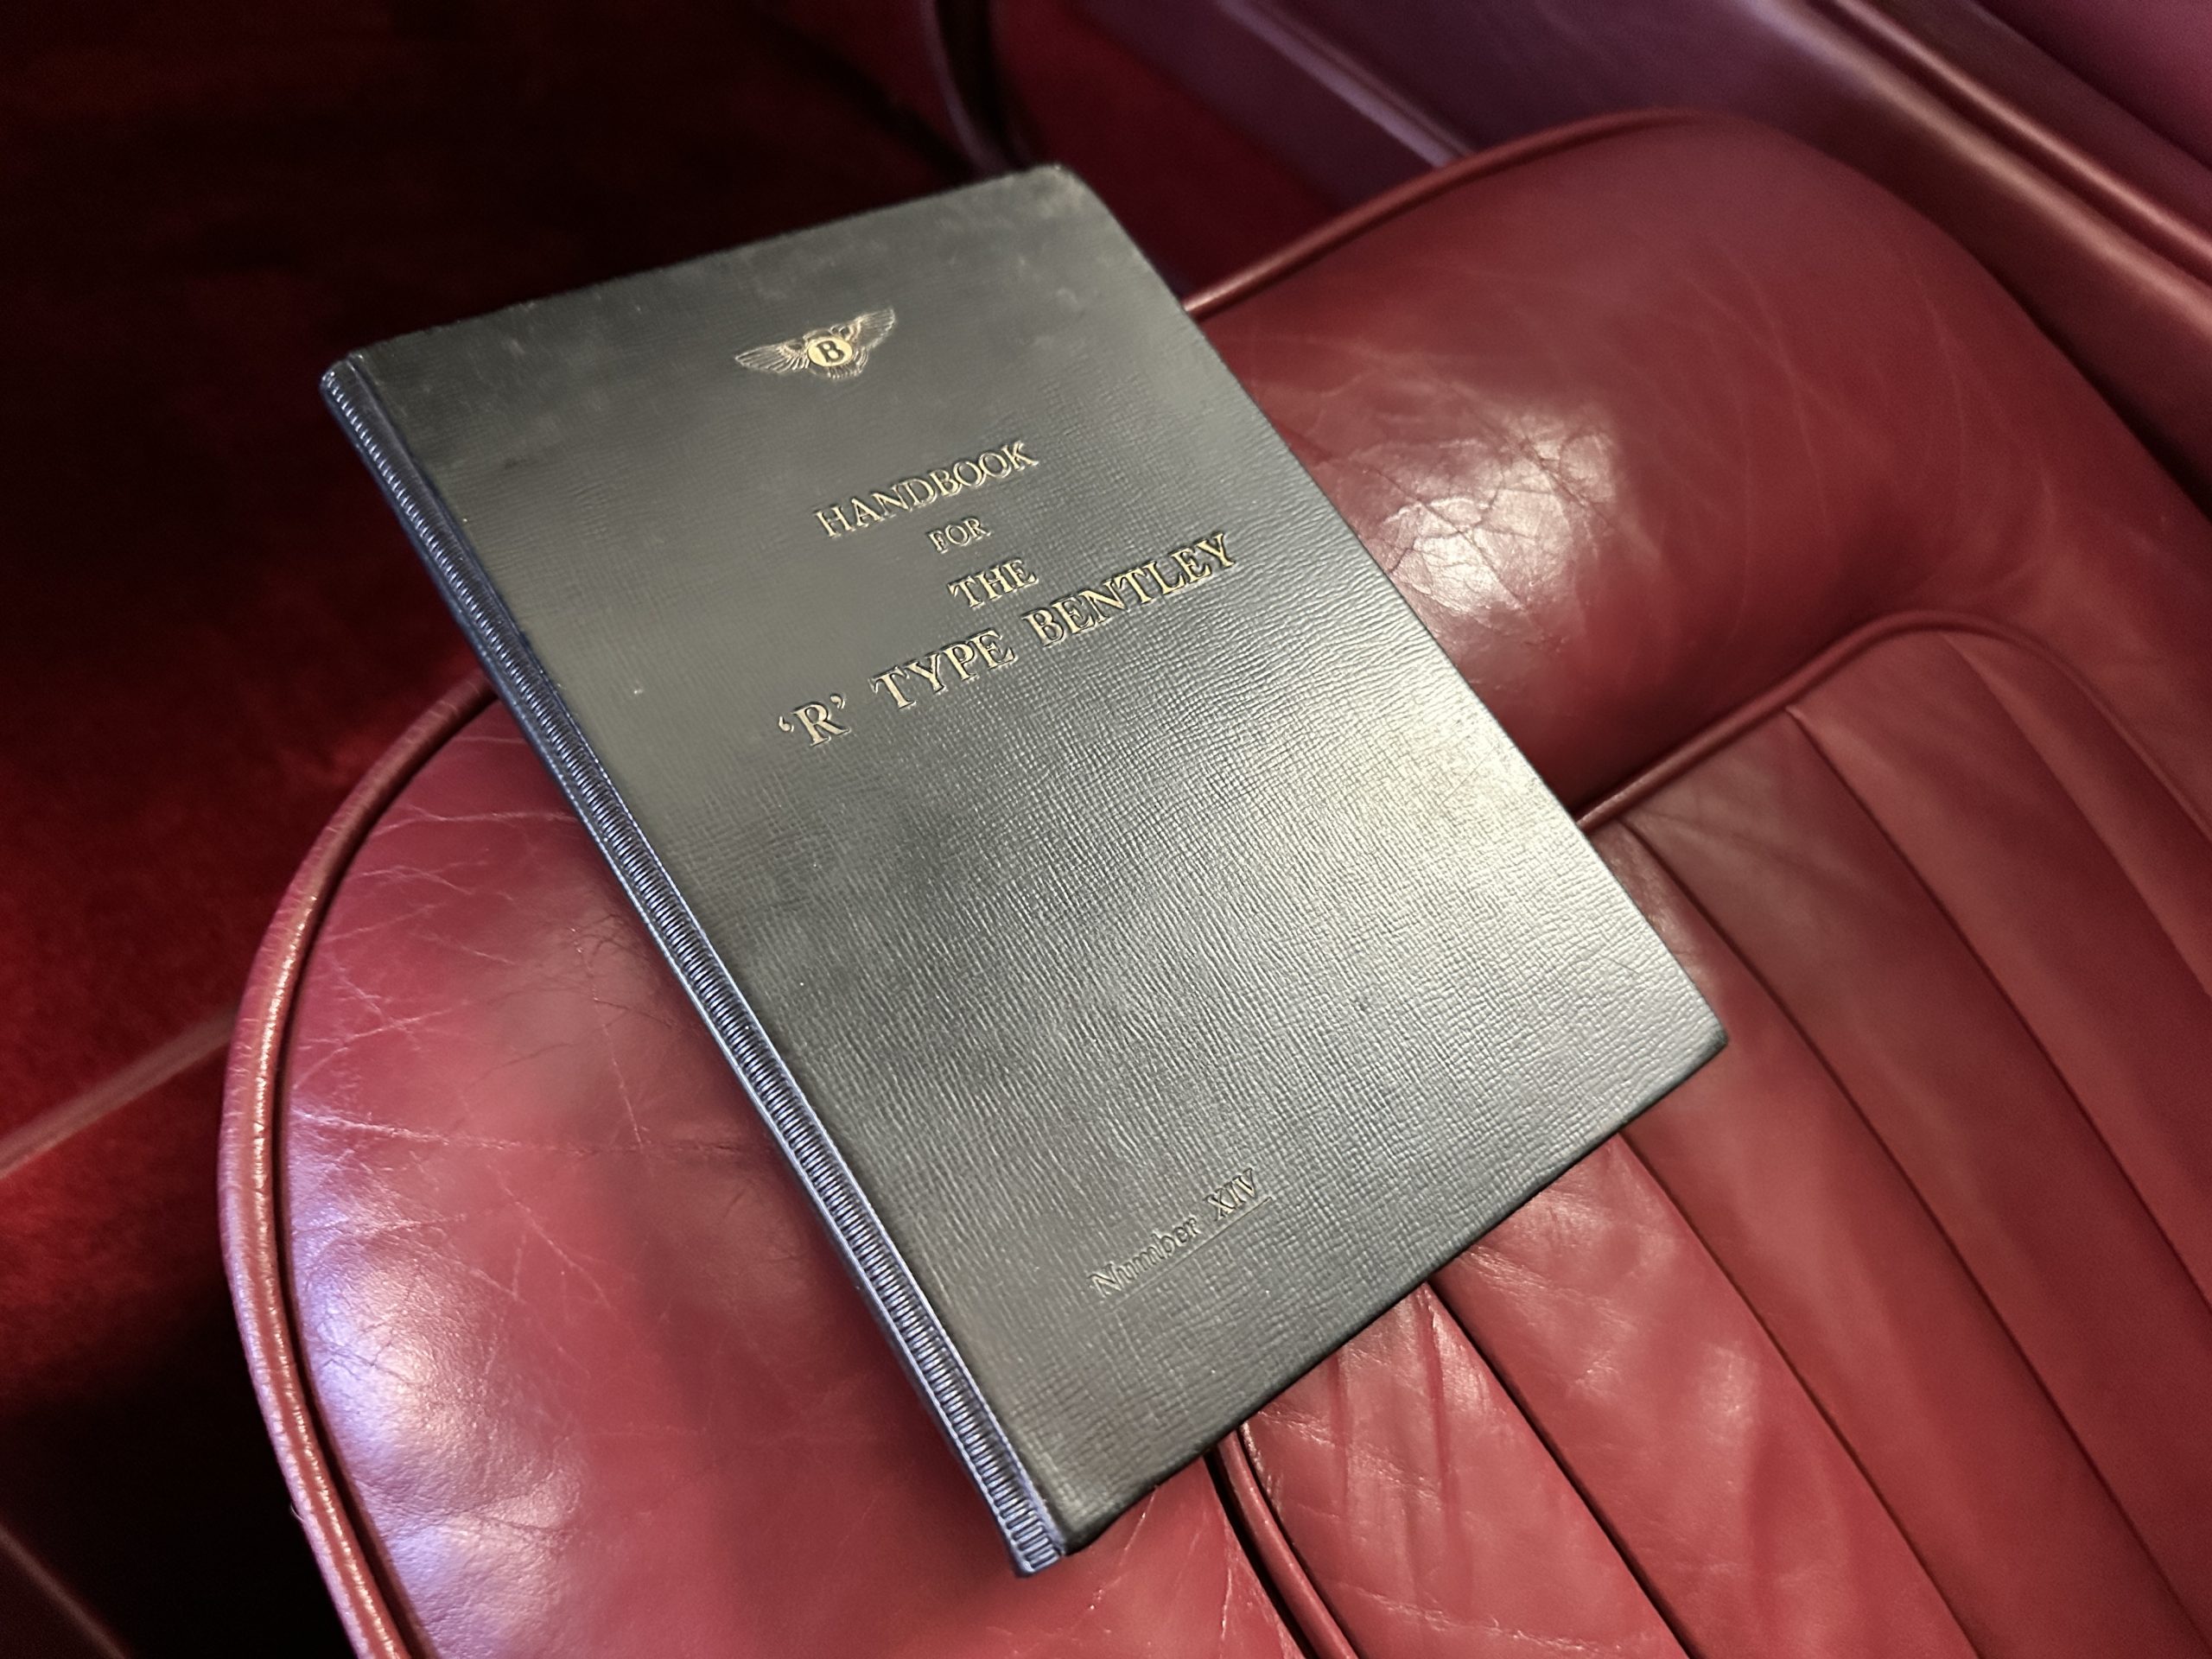 B
HANDBOOK
FOR
THE
‘R’ TYPE BENTLEY
Number XIV